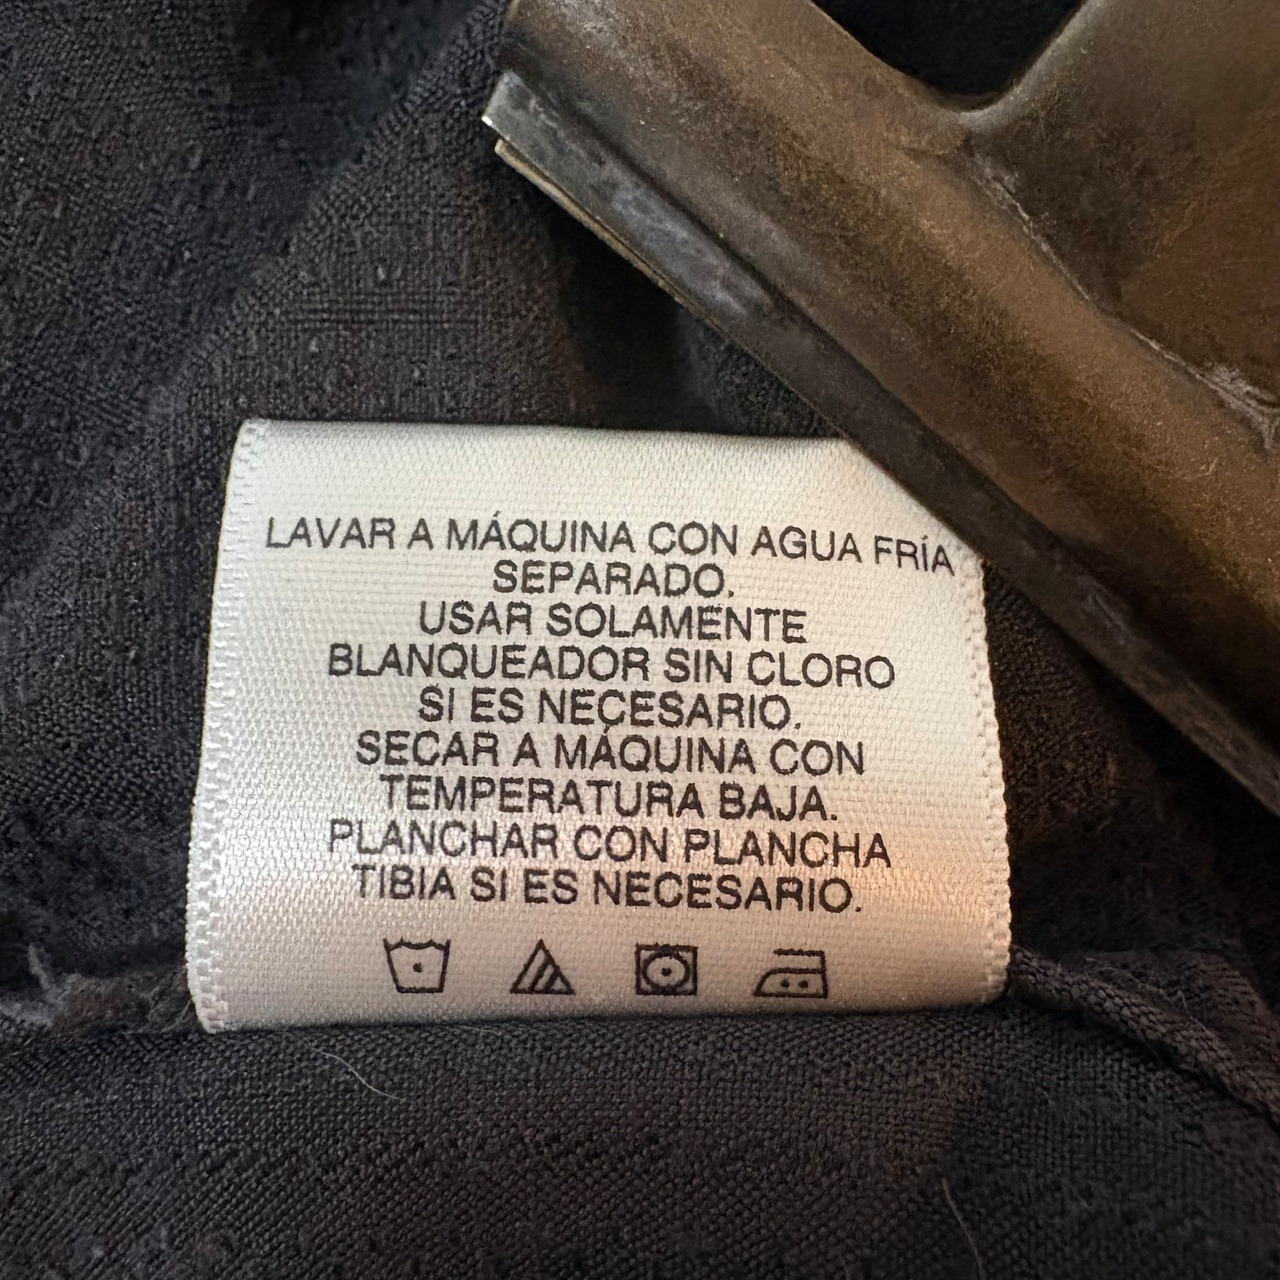 LAVAR A MÁQUINA CON AGUA FRÍA
SEPARADO.
USAR SOLAMENTE
BLANQUEADOR SIN CLORO
SI ES NECESARIO.
SECAR A MÁQUINA CON
TEMPERATURA BAJA.
PLANCHAR CON PLANCHA
TIBIA SI ES NECESARIO.